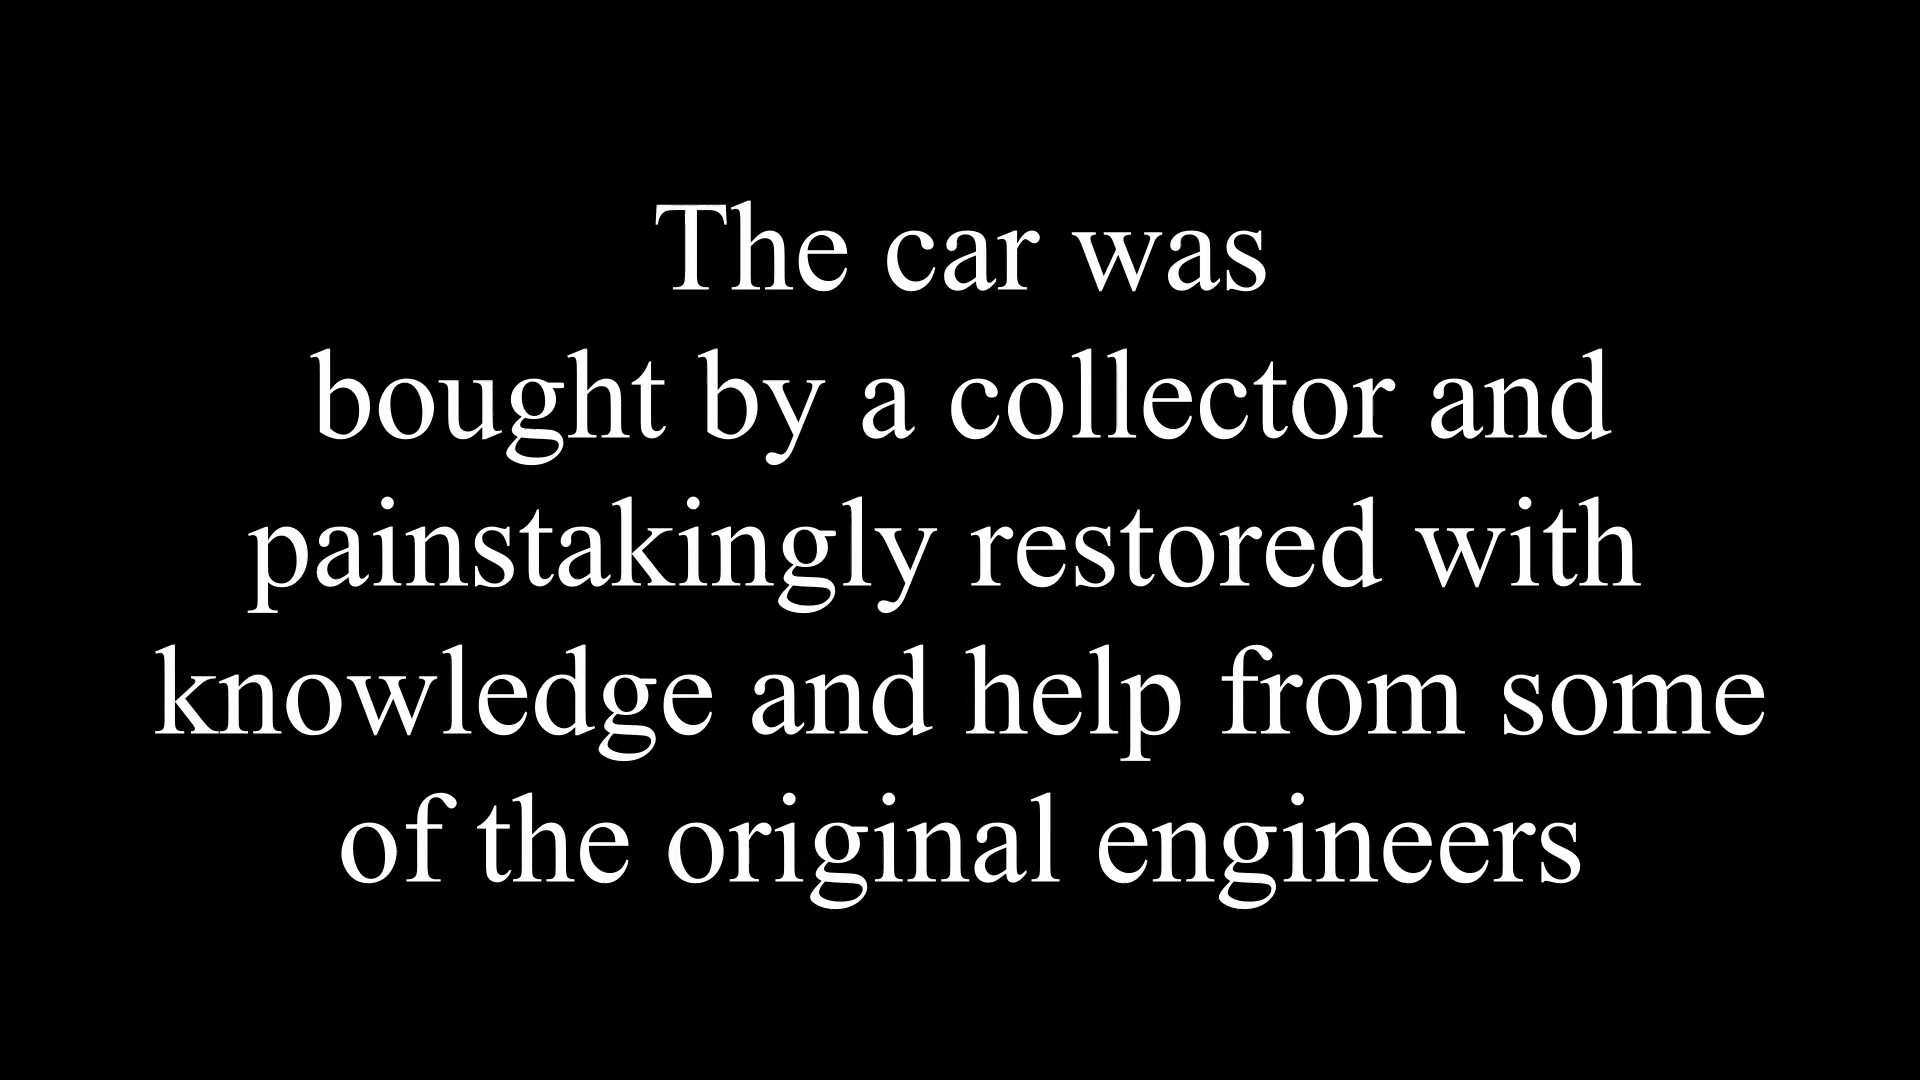 The car was
bought by a collector and
painstakingly restored with
knowledge and help from some
of the original engineers